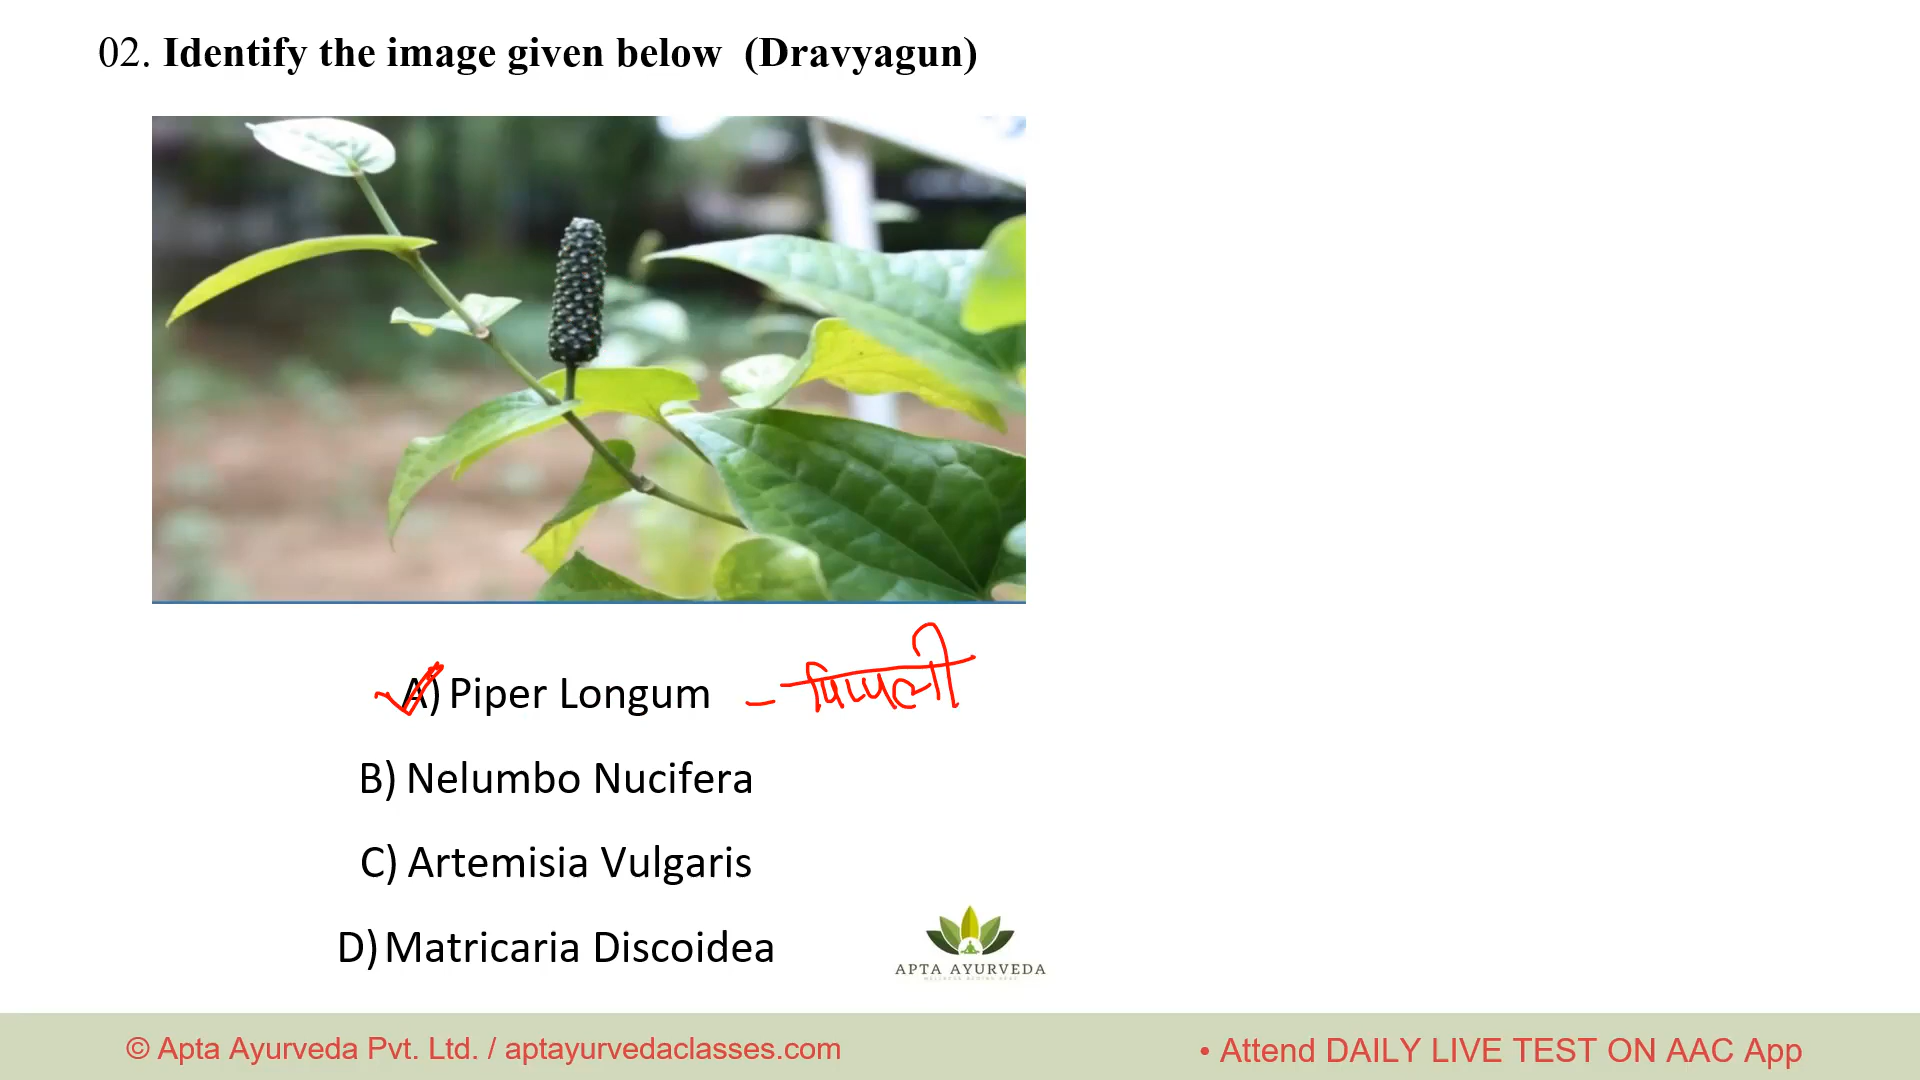 02. Identify the image given below (Dravyagun)
A) Piper Longum - पिप्पली
B) Nelumbo Nucifera
C) Artemisia Vulgaris
D) Matricaria Discoidea
APTA AYURVEDA
© Apta Ayurveda Pvt. Ltd. / aptayurvedaclasses.com
• Attend DAILY LIVE TEST ON AAC App